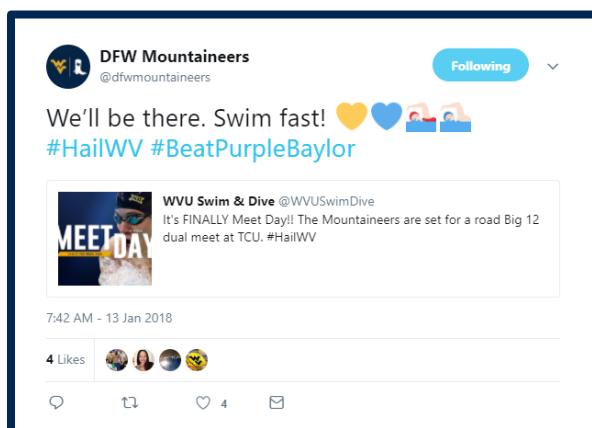 DFW Mountaineers
@dfwmountaineers
Following
We'll be there. Swim fast! 💛💙🏊🏻‍♀️🏊🏻
#HailWV #BeatPurpleBaylor
MEET DAY
WVU Swim & Dive @WVUSwimDive
It's FINALLY Meet Day!! The Mountaineers are set for a road Big 12
dual meet at TCU. #HailWV
7:42 AM - 13 Jan 2018
4 Likes
4